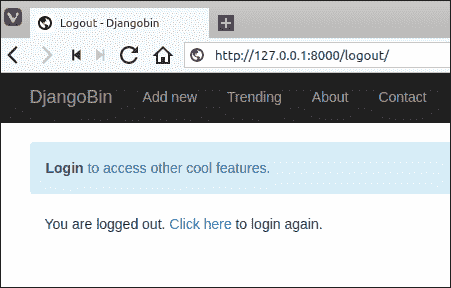 Logout - Djangobin
http://127.0.0.1:8000/logout/
DjangoBin Add new Trending About Contact
Login to access other cool features.
You are logged out. Click here to login again.